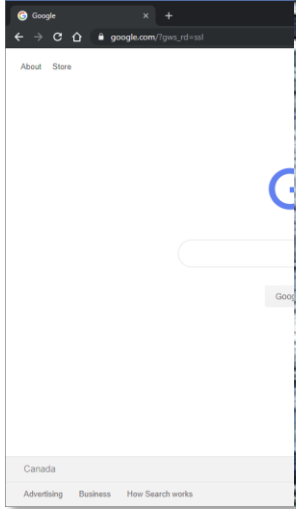 Google
google.com/?gws_rd=ssl
About Store
G
Goog
Canada
Advertising Business How Search works